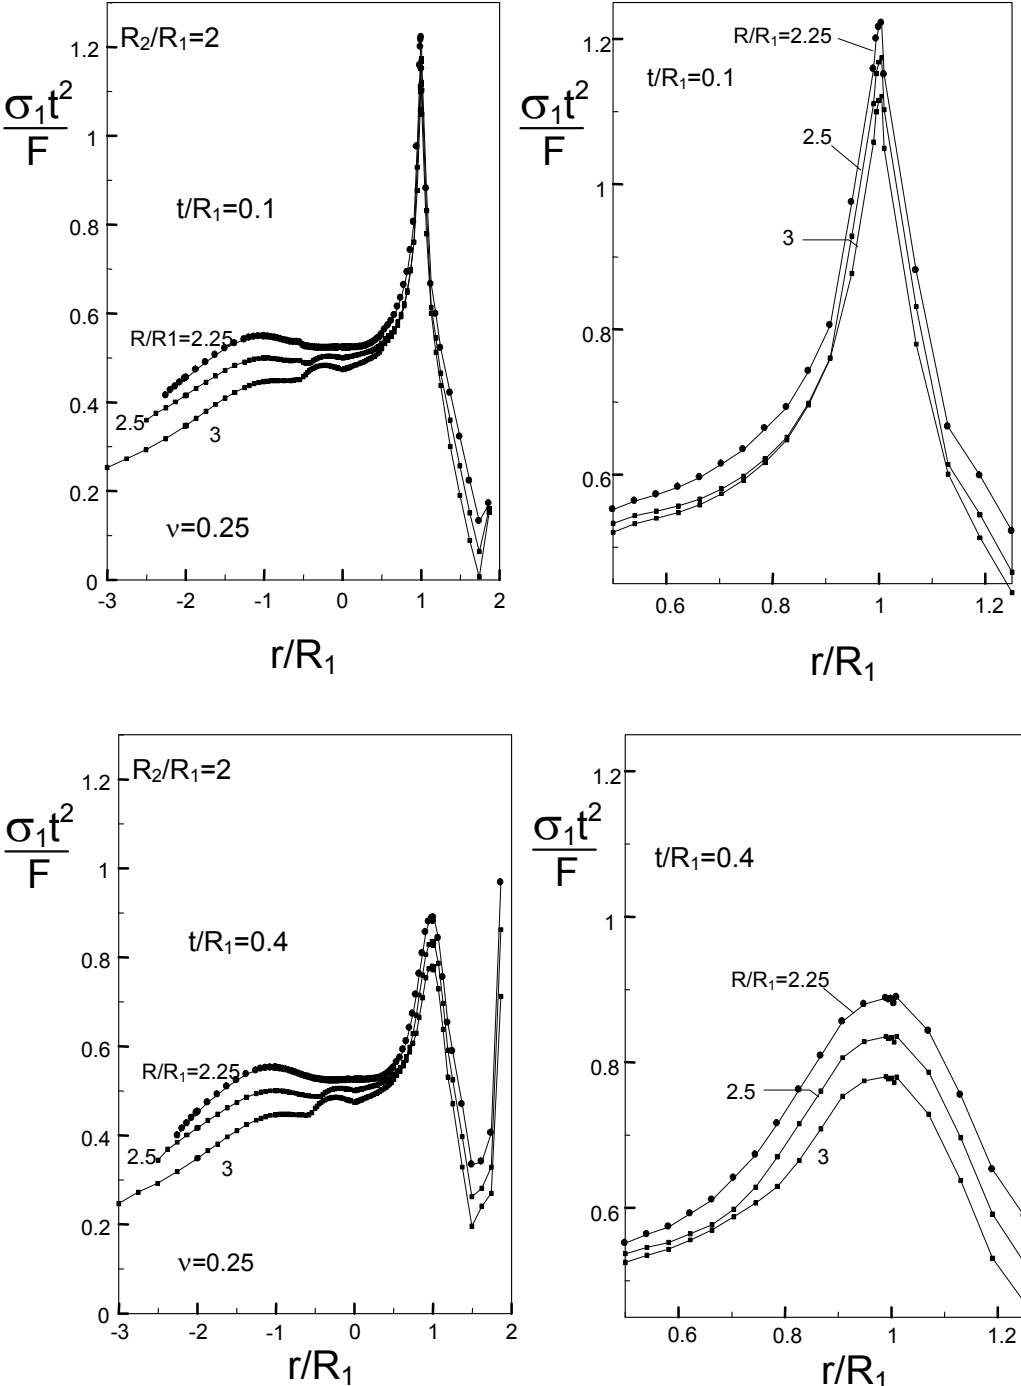 R₂/R₁=2
1.2
σ₁t²
F
1
0.8
t/R₁=0.1
0.6
R/R1=2.25
0.4
2.5
3
0.2
ν=0.25
0
-3 -2 -1 0 1 2
r/R₁
1.2
R/R₁=2.25
t/R₁=0.1
σ₁t²
F
2.5
1
3
0.8
0.6
0.6 0.8 1 1.2
r/R₁
R₂/R₁=2
1.2
σ₁t²
F
1
t/R₁=0.4
0.8
0.6
R/R₁=2.25
0.4
2.5
3
0.2
ν=0.25
0
-3 -2 -1 0 1 2
r/R₁
1.2
σ₁t²
F
t/R₁=0.4
1
R/R₁=2.25
0.8
2.5
3
0.6
0.6 0.8 1 1.2
r/R₁